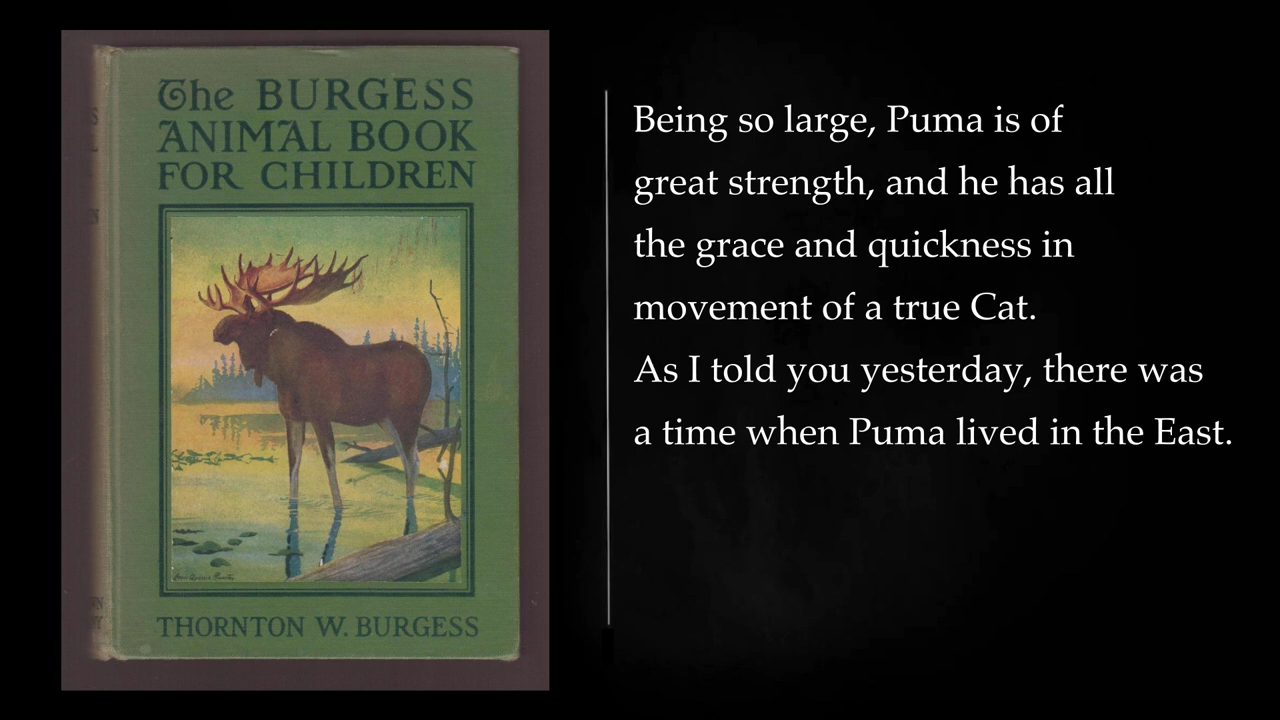 The BURGESS
ANIMAL BOOK
FOR CHILDREN
THORNTON W. BURGESS
Being so large, Puma is of
great strength, and he has all
the grace and quickness in
movement of a true Cat.
As I told you yesterday, there was
a time when Puma lived in the East.